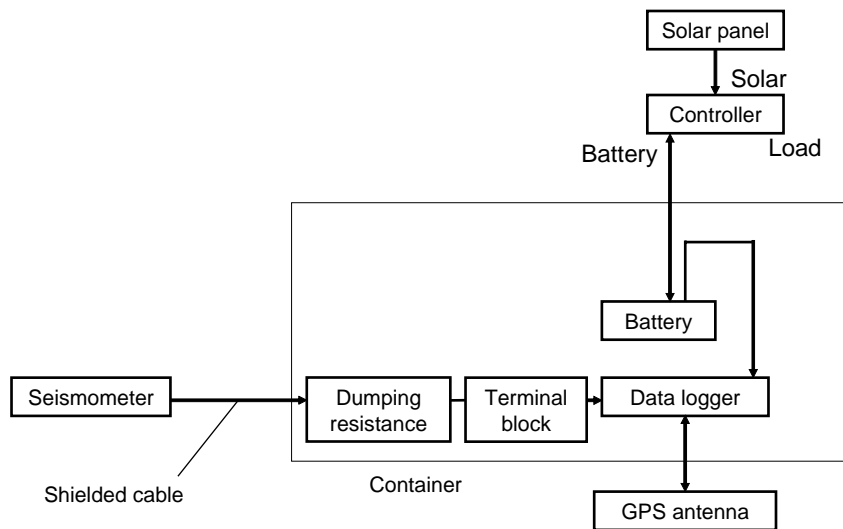 Solar panel
Solar
Controller
Battery
Load
Battery
Seismometer
Dumping
resistance
Terminal
block
Data logger
Shielded cable
Container
GPS antenna